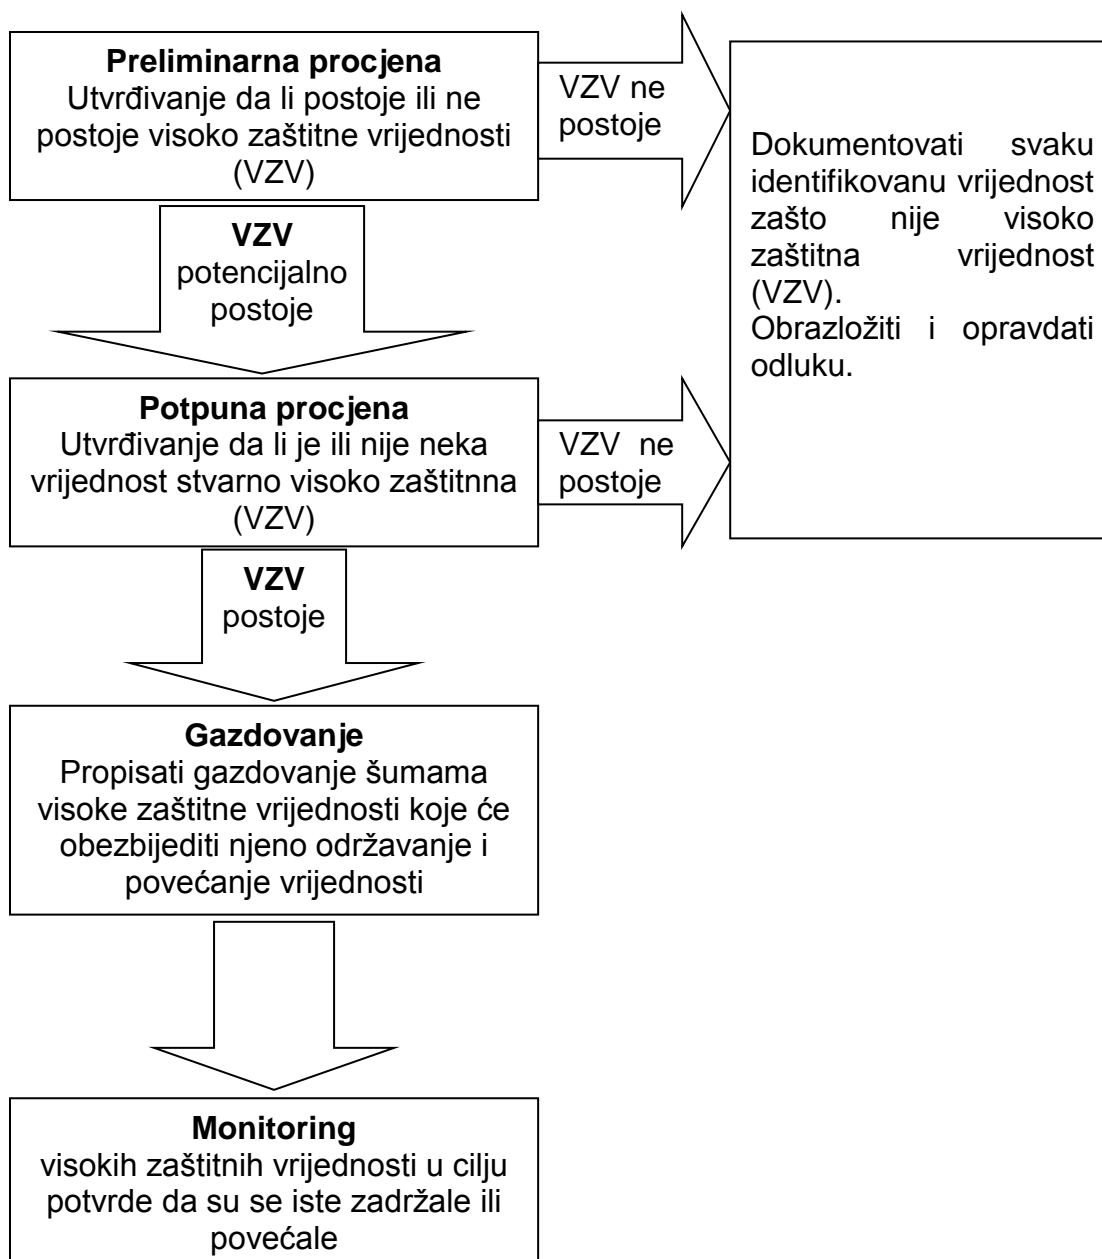 Preliminarna procjena
Utvrđivanje da li postoje ili ne
postoje visoko zaštitne vrijednosti
(VZV)
VZV ne
postoje
Dokumentovati svaku
identifikovanu vrijednost
zašto nije visoko
zaštitna vrijednost
(VZV).
Obrazložiti i opravdati
odluku.
VZV
potencijalno
postoje
Potpuna procjena
Utvrđivanje da li je ili nije neka
vrijednost stvarno visoko zaštitnna
(VZV)
VZV ne
postoje
VZV
postoje
Gazdovanje
Propisati gazdovanje šumama
visoke zaštitne vrijednosti koje će
obezbijediti njeno održavanje i
povećanje vrijednosti
Monitoring
visokih zaštitnih vrijednosti u cilju
potvrde da su se iste zadržale ili
povećale